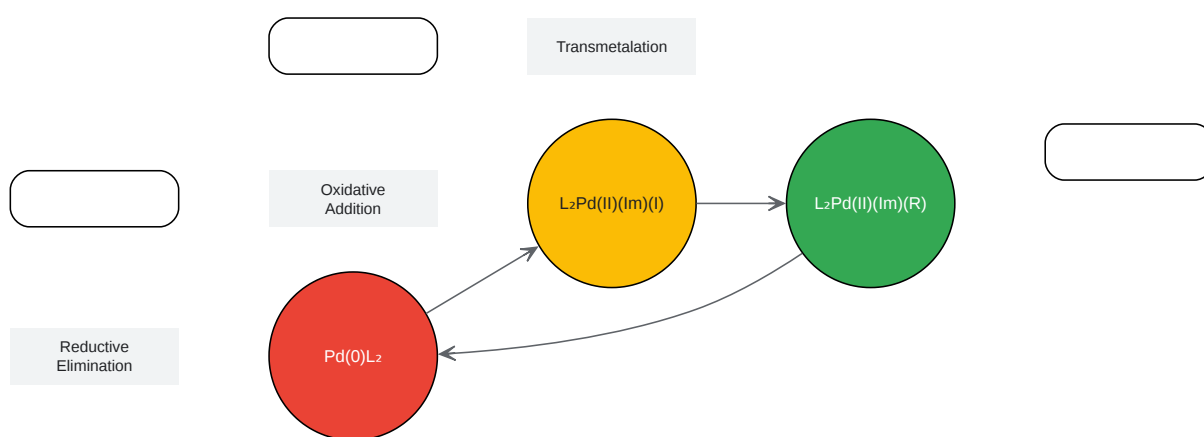 Transmetalation
Oxidative
Addition
L₂Pd(II)(Im)(I)
L₂Pd(II)(Im)(R)
Reductive
Elimination
Pd(0)L₂